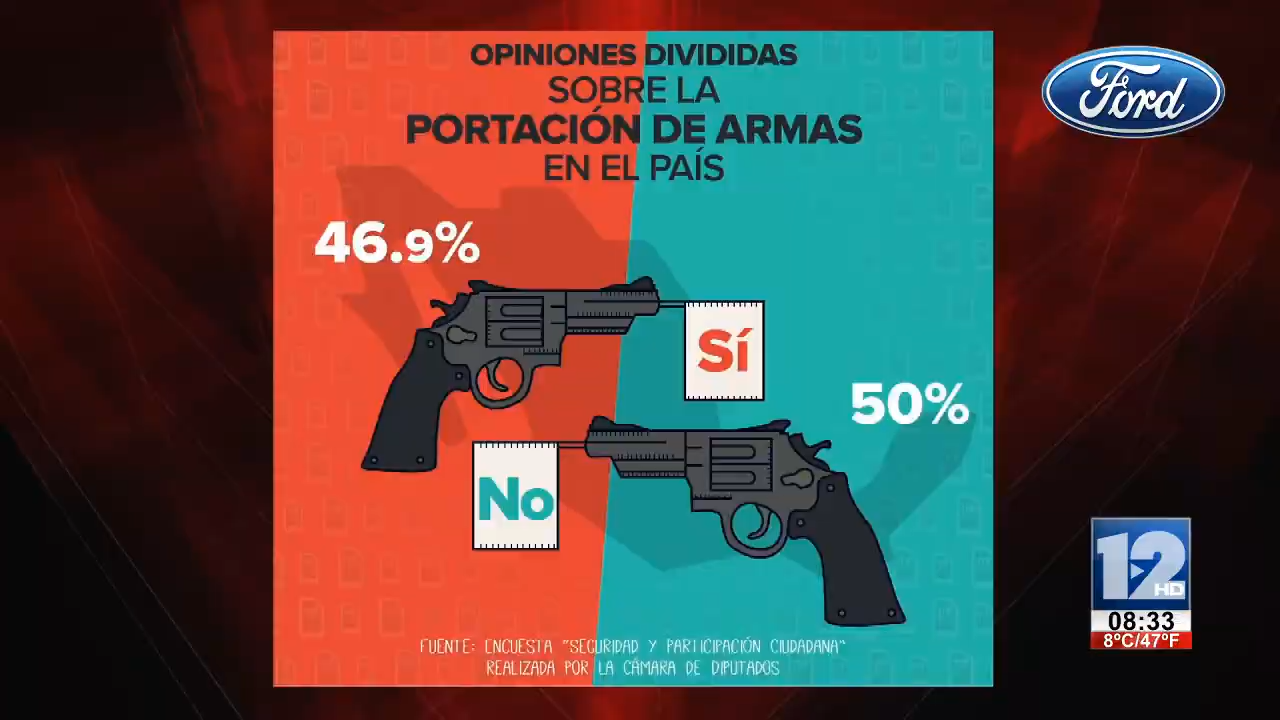 OPINIONES DIVIDIDAS
SOBRE LA
PORTACIÓN DE ARMAS
EN EL PAÍS
Ford
46.9%
Sí
50%
No
FUENTE: ENCUESTA "SEGURIDAD Y PARTICIPACIÓN CIUDADANA"
REALIZADA POR LA CÁMARA DE DIPUTADOS
12
HD
08:33
8°C/47°F